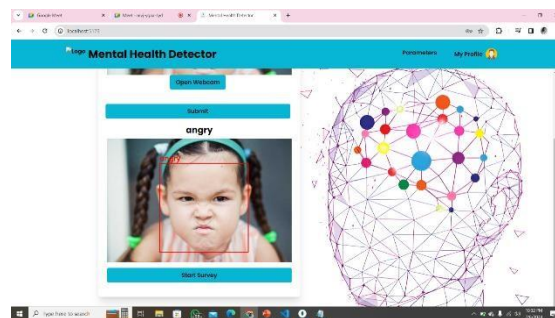 Google Meet
Mental Health Detector
localhost:5173
Logo Mental Health Detector
Parameters
My Profile
Open Webcam
Submit
angry
Start Survey
Type here to search